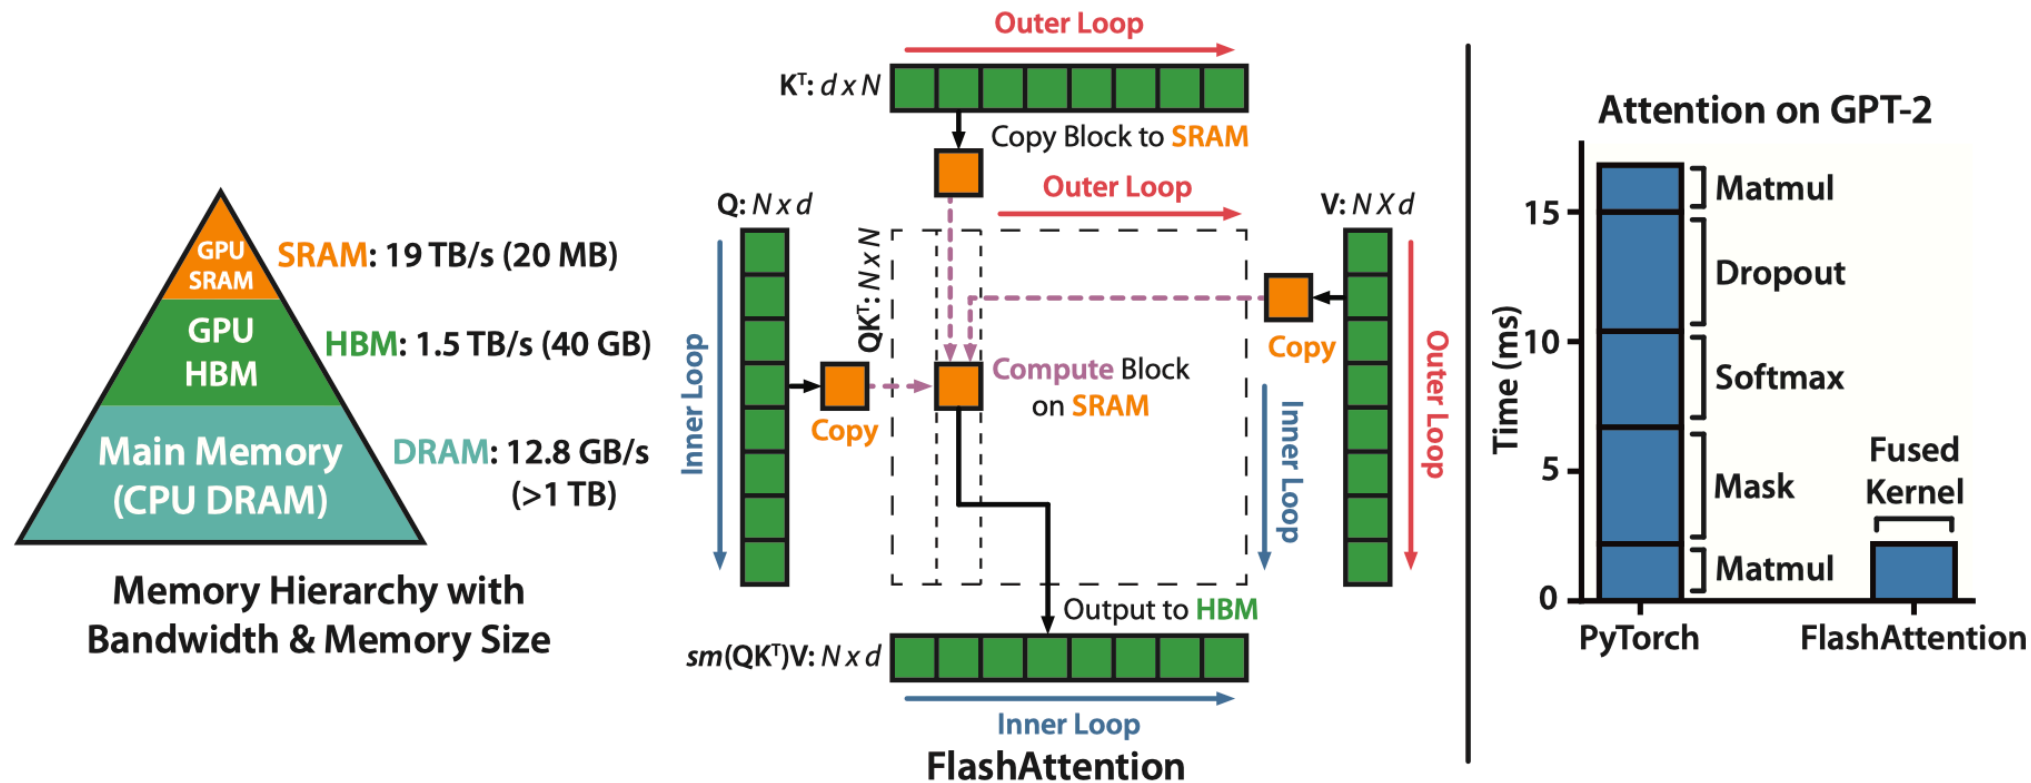 GPU
SRAM
SRAM: 19 TB/s (20 MB)
GPU
HBM
HBM: 1.5 TB/s (40 GB)
Main Memory
(CPU DRAM)
DRAM: 12.8 GB/s
(>1 TB)
Memory Hierarchy with
Bandwidth & Memory Size
Outer Loop
Kᵀ: d x N
Copy Block to SRAM
Outer Loop
Q: N x d
V: N X d
QKᵀ: N x N
Inner Loop
Copy
Compute Block
on SRAM
Copy
Inner Loop
Outer Loop
Output to HBM
sm(QKᵀ)V: N x d
Inner Loop
FlashAttention
Attention on GPT-2
Time (ms)
15
10
5
0
Matmul
Dropout
Softmax
Mask
Matmul
Fused
Kernel
PyTorch
FlashAttention